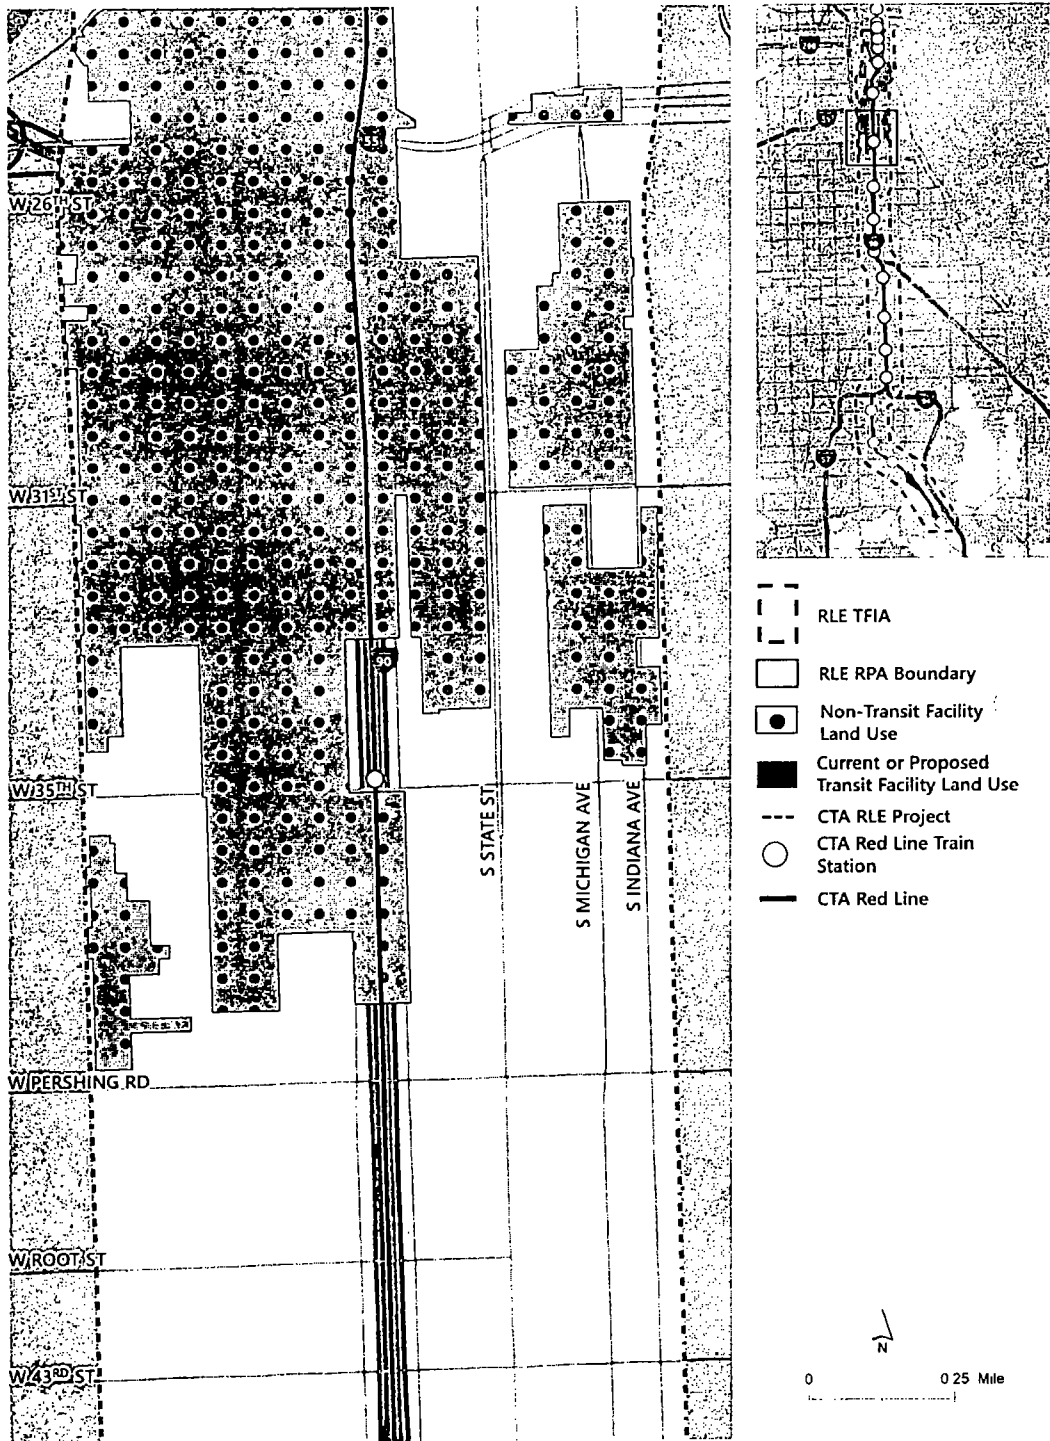 W 26TH ST
W 31ST ST
W 35TH ST
W PERSHING RD
W ROOT ST
W 43RD ST
S STATE ST
S MICHIGAN AVE
S INDIANA AVE
90
RLE TFIA
RLE RPA Boundary
Non-Transit Facility
Land Use
Current or Proposed
Transit Facility Land Use
CTA RLE Project
CTA Red Line Train
Station
CTA Red Line
N
0
0 25 Mile